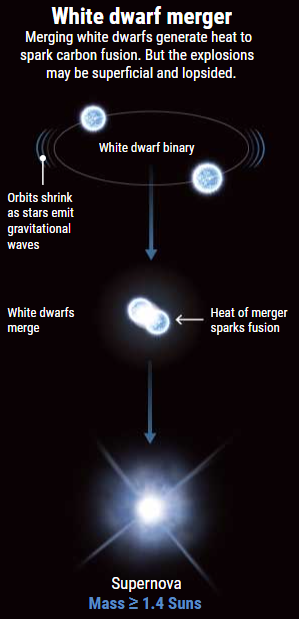 White dwarf merger
Merging white dwarfs generate heat to
spark carbon fusion. But the explosions
may be superficial and lopsided.
White dwarf binary
Orbits shrink
as stars emit
gravitational
waves
White dwarfs
merge
Heat of merger
sparks fusion
Supernova
Mass ≥ 1.4 Suns